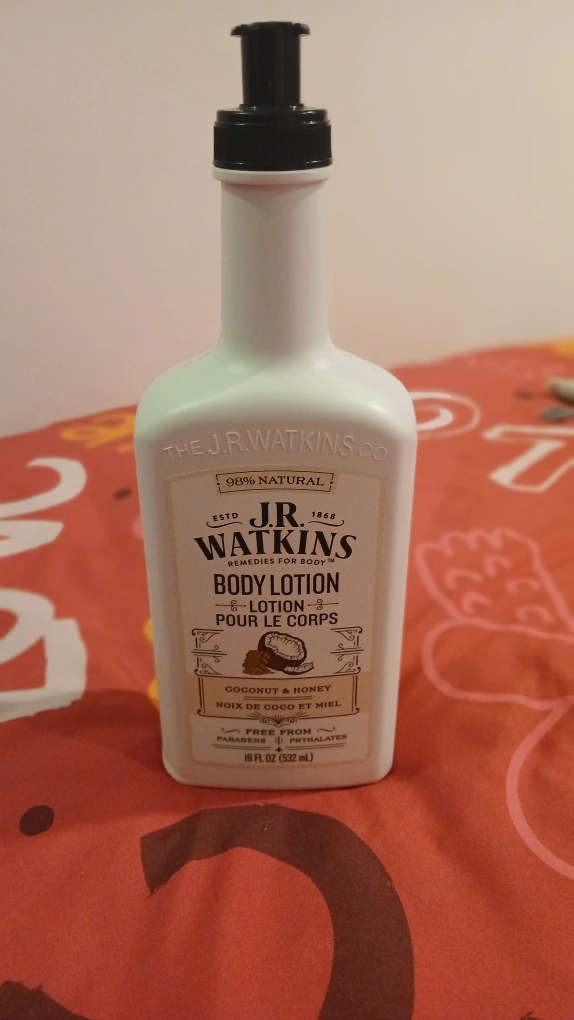 THE J.R. WATKINS CO.
98% NATURAL
ESTD J.R. 1868
WATKINS
REMEDIES FOR BODY™
BODY LOTION
LOTION
POUR LE CORPS
COCONUT & HONEY
NOIX DE COCO ET MIEL
FREE FROM
PARABENS PHTHALATES
18 FL OZ (532 mL)